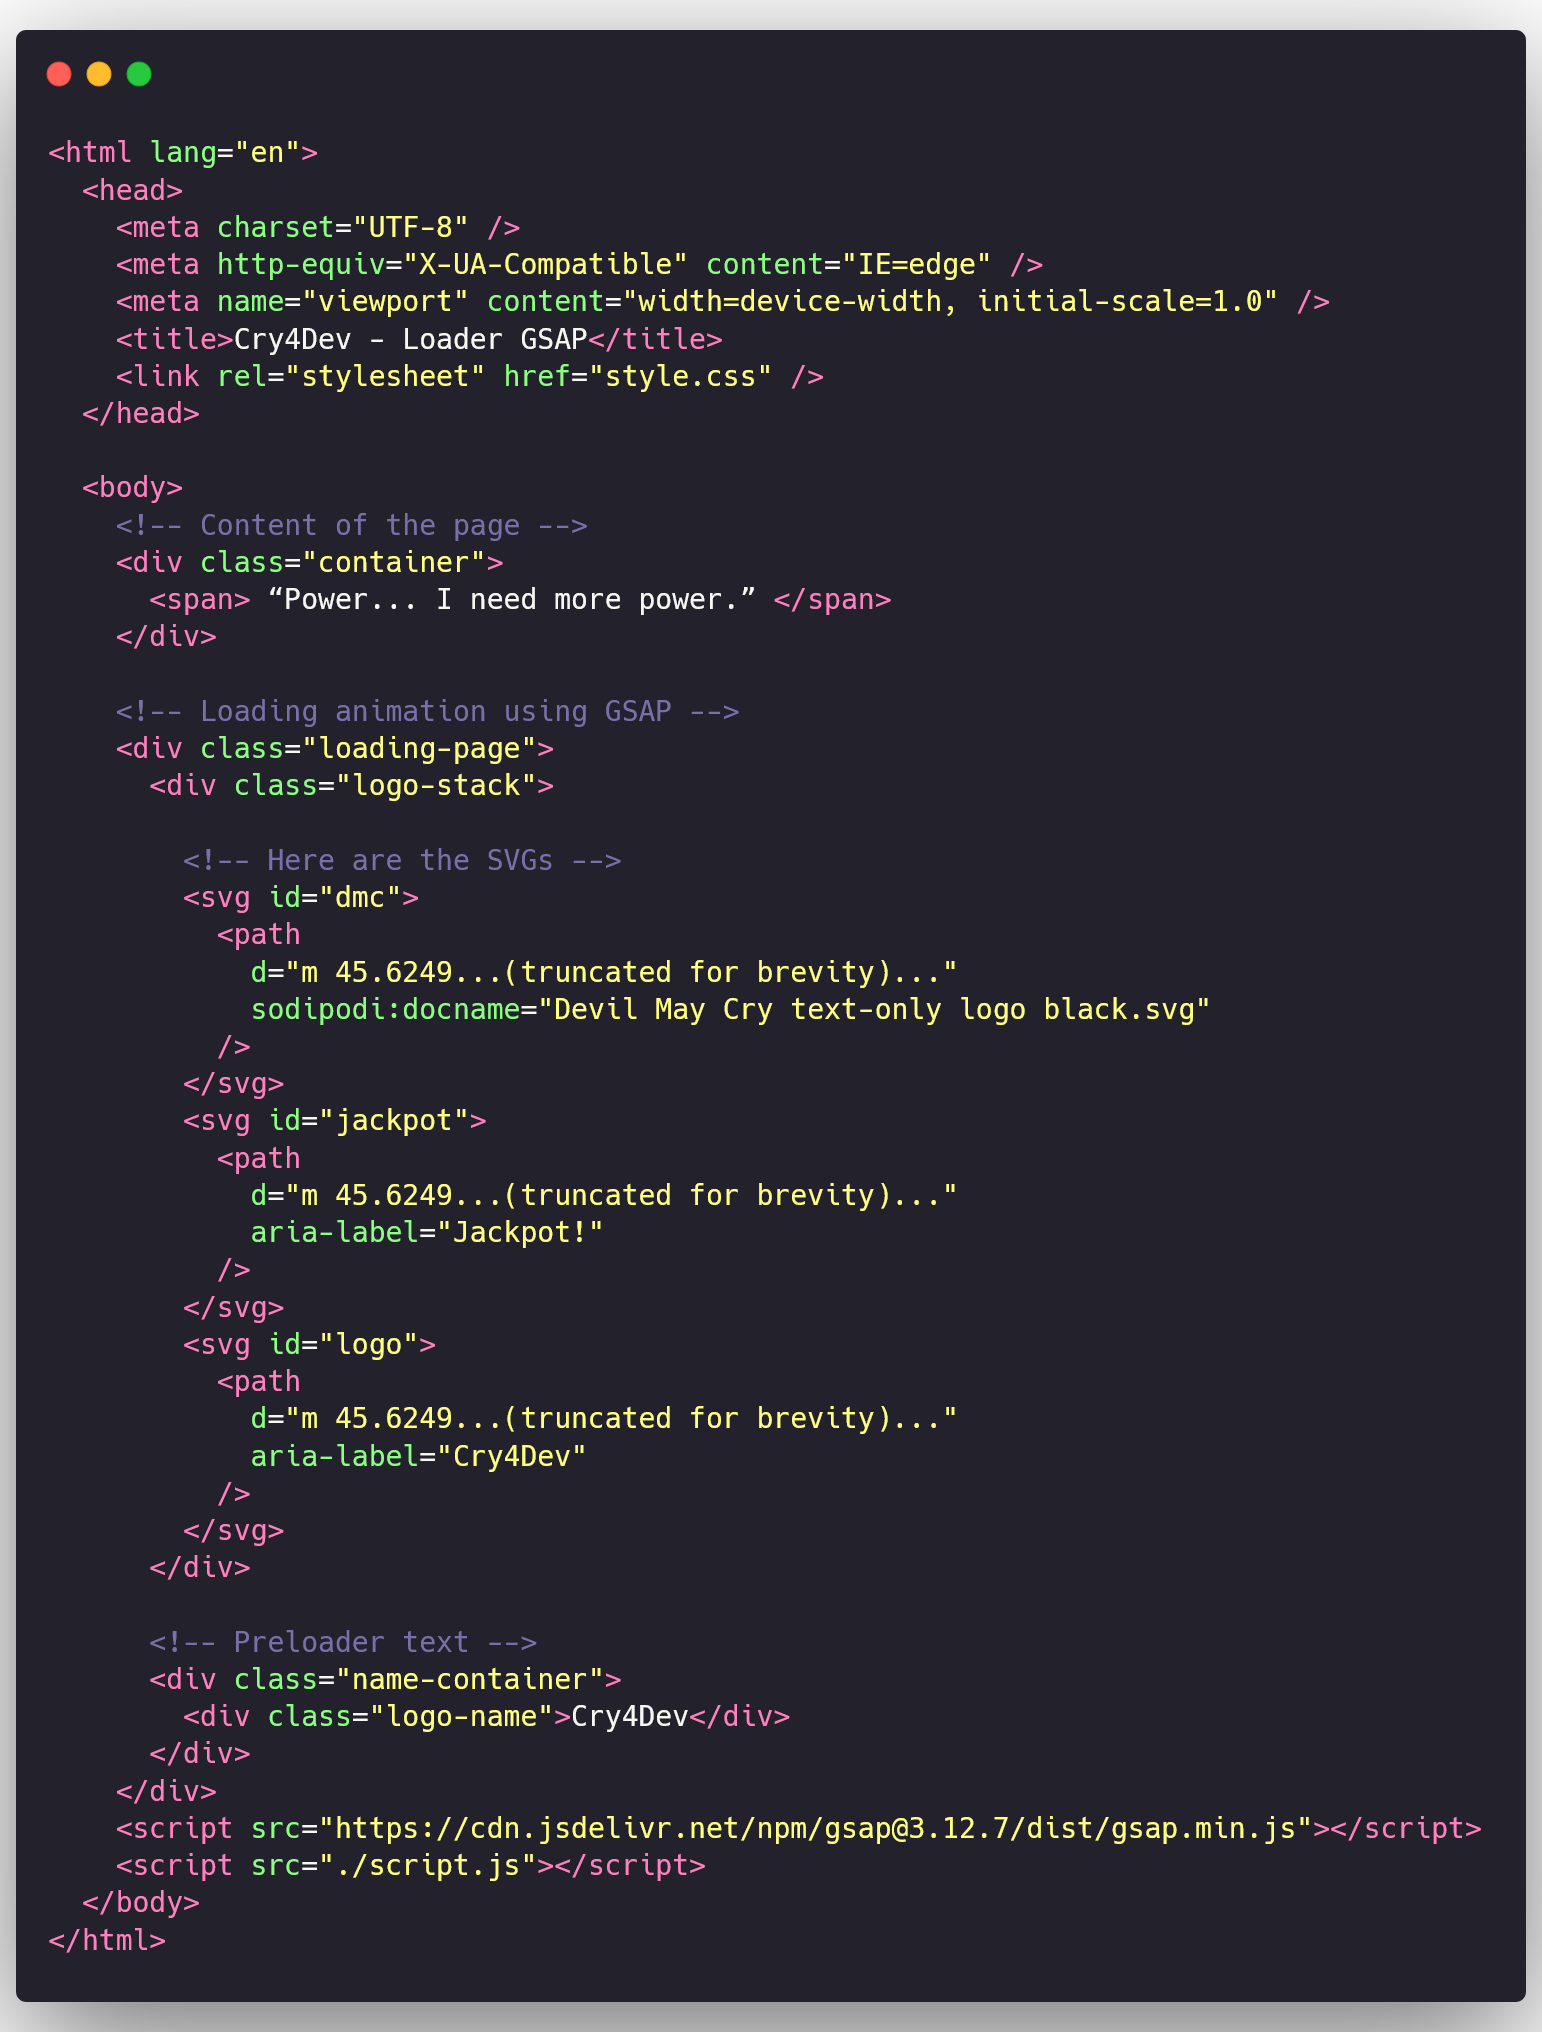 <html lang="en">
  <head>
    <meta charset="UTF-8" />
    <meta http-equiv="X-UA-Compatible" content="IE=edge" />
    <meta name="viewport" content="width=device-width, initial-scale=1.0" />
    <title>Cry4Dev - Loader GSAP</title>
    <link rel="stylesheet" href="style.css" />
  </head>

  <body>
    <!-- Content of the page -->
    <div class="container">
      <span> “Power... I need more power.” </span>
    </div>

    <!-- Loading animation using GSAP -->
    <div class="loading-page">
      <div class="logo-stack">

        <!-- Here are the SVGs -->
        <svg id="dmc">
          <path
            d="m 45.6249...(truncated for brevity)..."
            sodipodi:docname="Devil May Cry text-only logo black.svg"
          />
        </svg>
        <svg id="jackpot">
          <path
            d="m 45.6249...(truncated for brevity)..."
            aria-label="Jackpot!"
          />
        </svg>
        <svg id="logo">
          <path
            d="m 45.6249...(truncated for brevity)..."
            aria-label="Cry4Dev"
          />
        </svg>
      </div>

      <!-- Preloader text -->
      <div class="name-container">
        <div class="logo-name">Cry4Dev</div>
      </div>
    </div>
    <script src="https://cdn.jsdelivr.net/npm/gsap@3.12.7/dist/gsap.min.js"></script>
    <script src="./script.js"></script>
  </body>
</html>